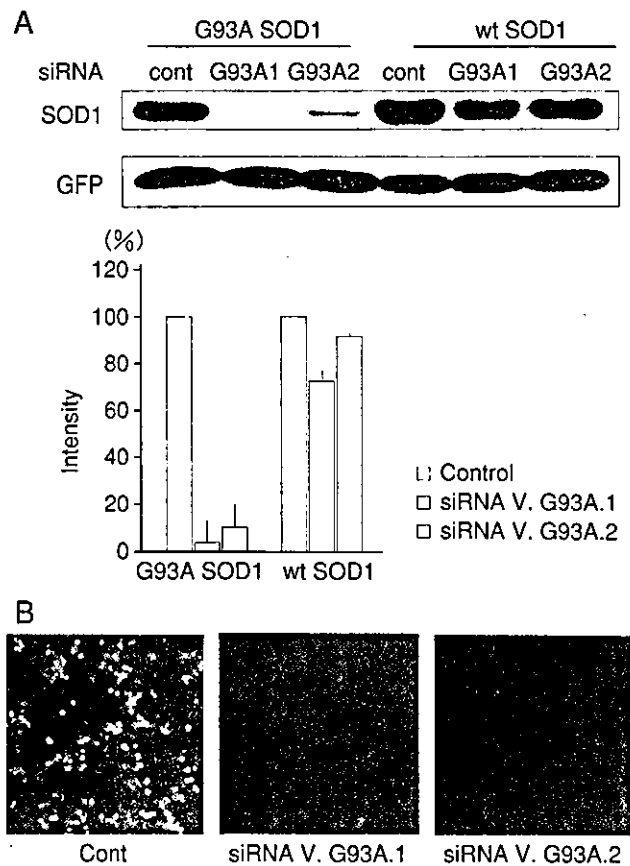 A
G93A SOD1 wt SOD1
siRNA cont G93A1 G93A2 cont G93A1 G93A2
SOD1
GFP
(%)
120
100
80
60
40
20
0
Intensity
G93A SOD1 wt SOD1
Control
siRNA V. G93A.1
siRNA V. G93A.2
B
Cont siRNA V. G93A.1 siRNA V. G93A.2